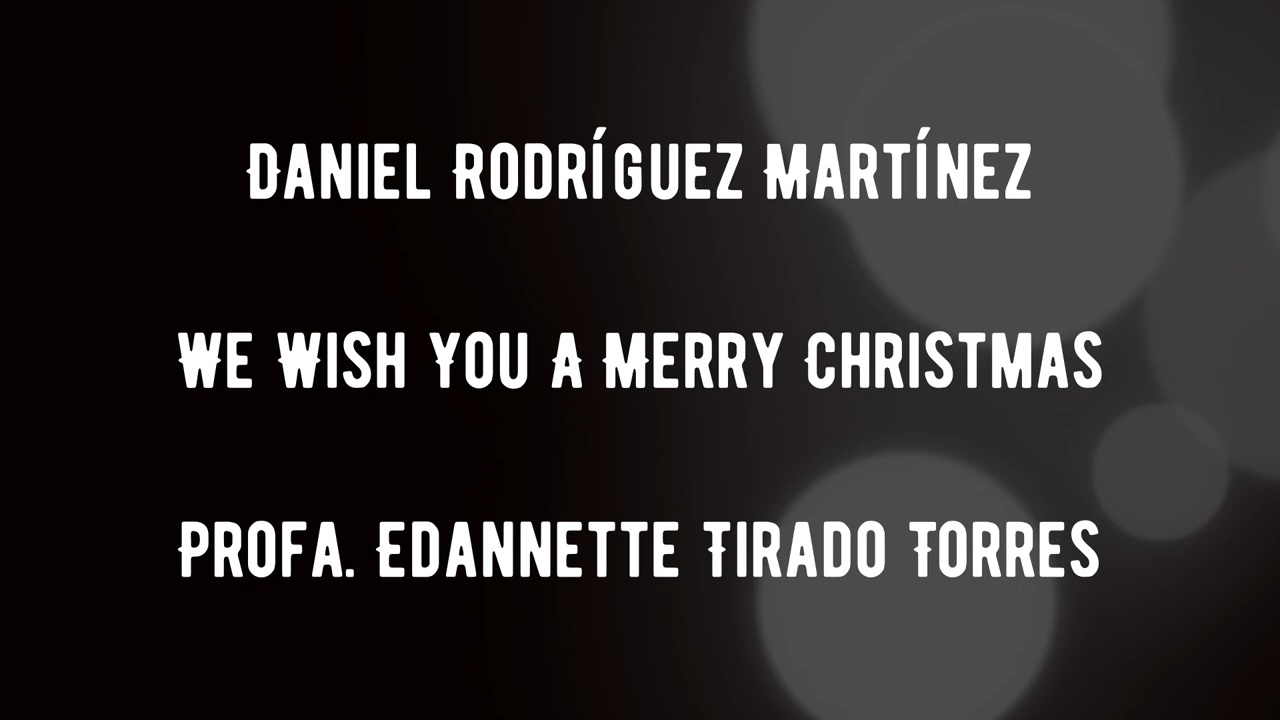 Daniel Rodríguez Martínez
We Wish You A Merry Christmas
Profa. Edannette Tirado Torres